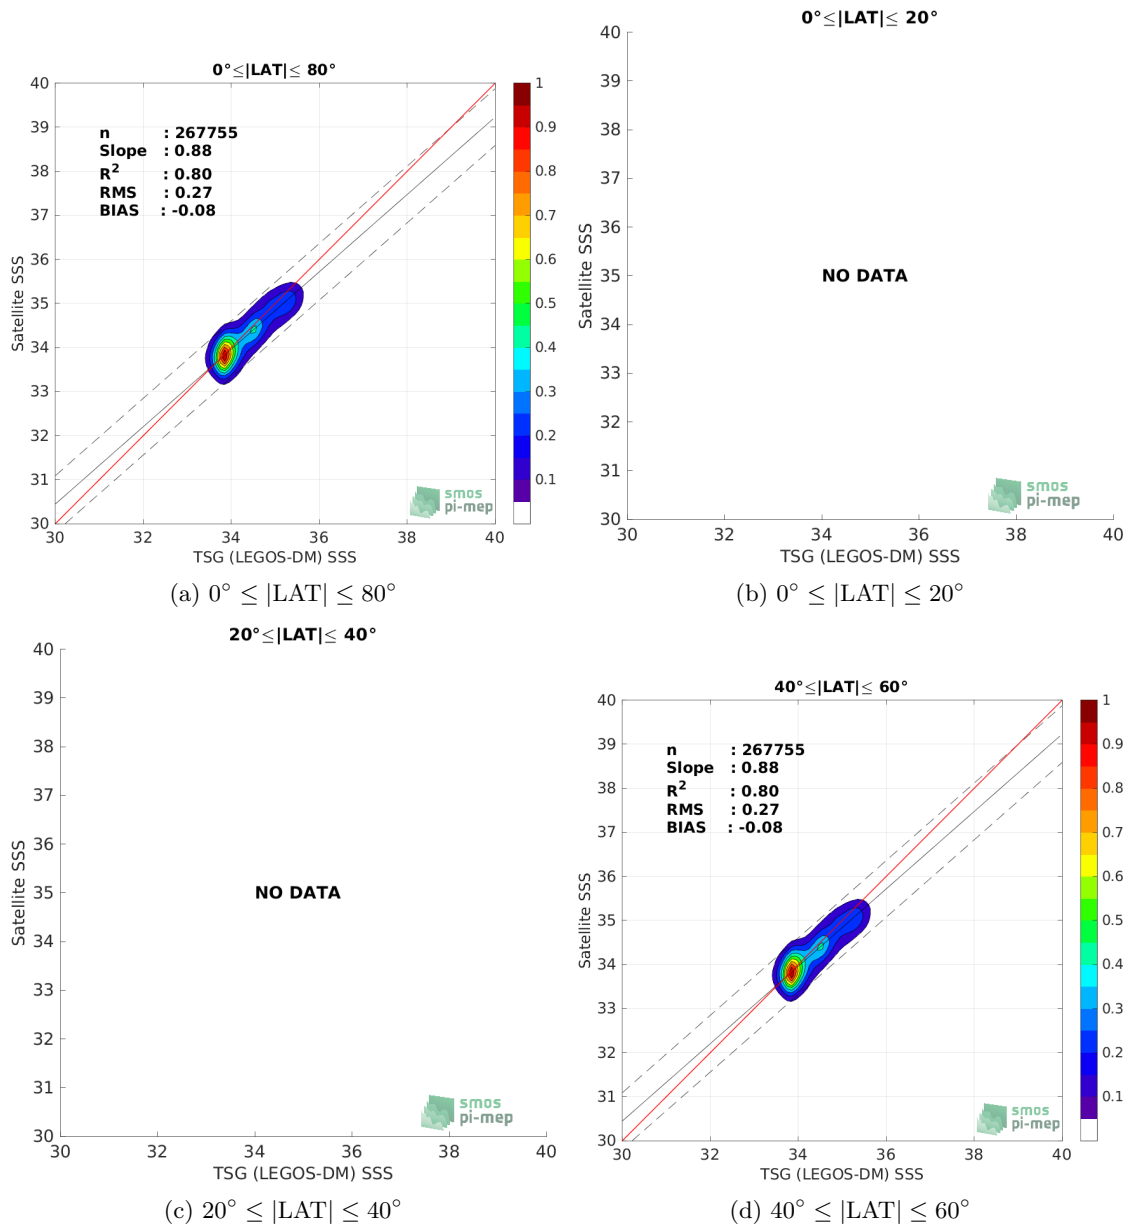 0°≤|LAT|≤ 80°
40
39
38
37
36
35
34
33
32
31
30
Satellite SSS
n : 267755
Slope : 0.88
R² : 0.80
RMS : 0.27
BIAS : -0.08
smos
pi-mep
30 32 34 36 38 40
TSG (LEGOS-DM) SSS
1
0.9
0.8
0.7
0.6
0.5
0.4
0.3
0.2
0.1
(a) 0° ≤ |LAT| ≤ 80°
0°≤|LAT|≤ 20°
40
39
38
37
36
35
34
33
32
31
30
Satellite SSS
NO DATA
smos
pi-mep
30 32 34 36 38 40
TSG (LEGOS-DM) SSS
(b) 0° ≤ |LAT| ≤ 20°
20°≤|LAT|≤ 40°
40
39
38
37
36
35
34
33
32
31
30
Satellite SSS
NO DATA
smos
pi-mep
30 32 34 36 38 40
TSG (LEGOS-DM) SSS
(c) 20° ≤ |LAT| ≤ 40°
40°≤|LAT|≤ 60°
40
39
38
37
36
35
34
33
32
31
30
Satellite SSS
n : 267755
Slope : 0.88
R² : 0.80
RMS : 0.27
BIAS : -0.08
smos
pi-mep
30 32 34 36 38 40
TSG (LEGOS-DM) SSS
1
0.9
0.8
0.7
0.6
0.5
0.4
0.3
0.2
0.1
(d) 40° ≤ |LAT| ≤ 60°